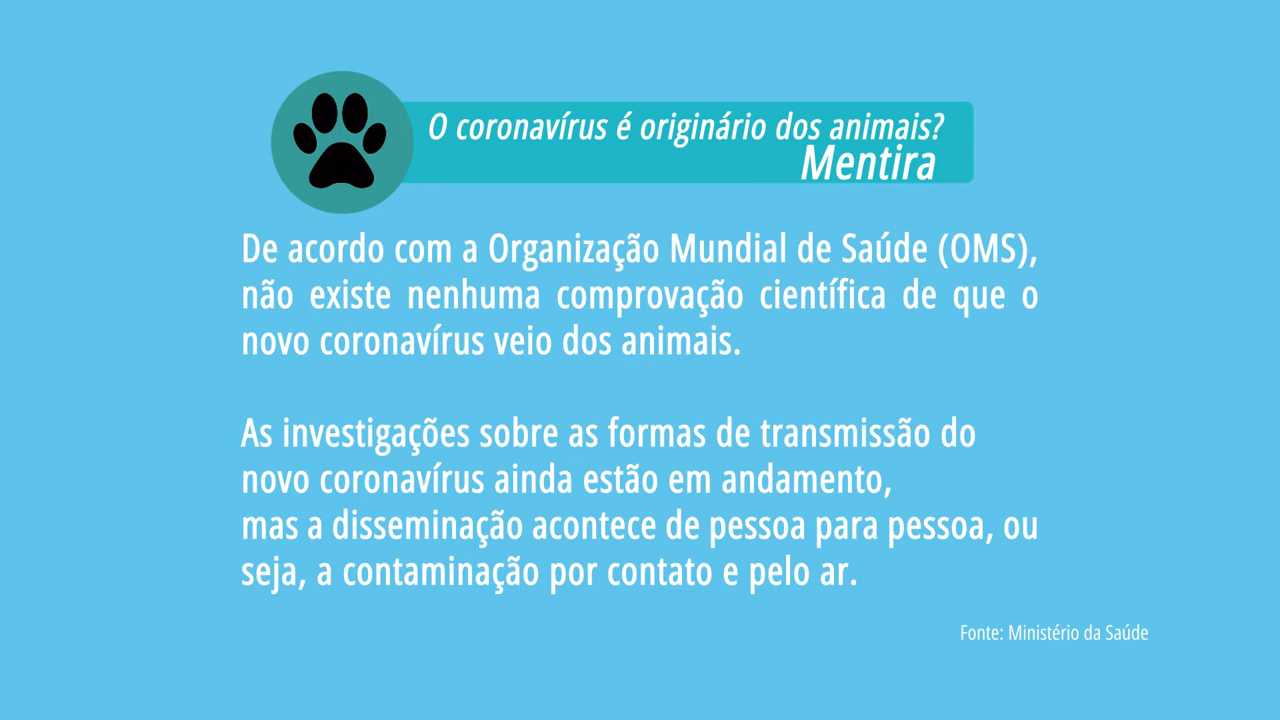 O coronavírus é originário dos animais?
Mentira
De acordo com a Organização Mundial de Saúde (OMS),
não existe nenhuma comprovação científica de que o
novo coronavírus veio dos animais.
As investigações sobre as formas de transmissão do
novo coronavírus ainda estão em andamento,
mas a disseminação acontece de pessoa para pessoa, ou
seja, a contaminação por contato e pelo ar.
Fonte: Ministério da Saúde